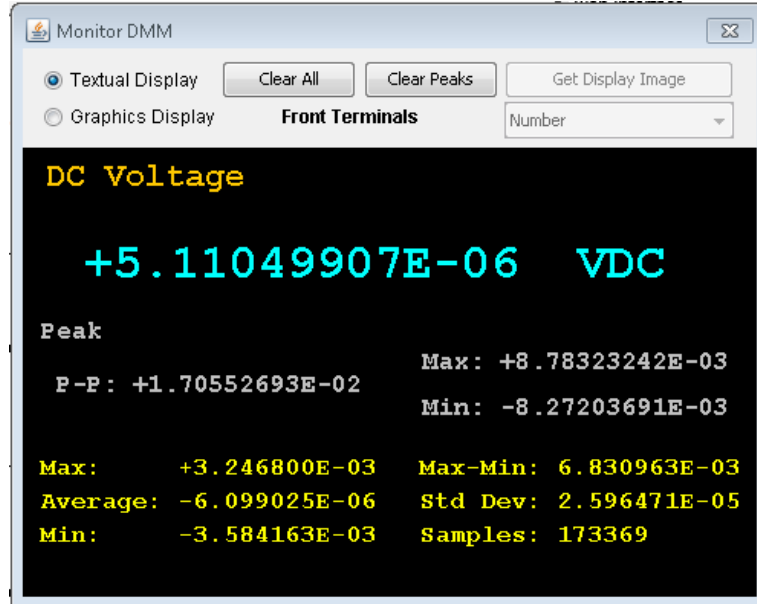 Monitor DMM
Textual Display Clear All Clear Peaks Get Display Image
Graphics Display Front Terminals Number
DC Voltage
+5.11049907E-06 VDC
Peak
P-P: +1.70552693E-02
Max: +8.78323242E-03
Min: -8.27203691E-03
Max: +3.246800E-03 Max-Min: 6.830963E-03
Average: -6.099025E-06 Std Dev: 2.596471E-05
Min: -3.584163E-03 Samples: 173369